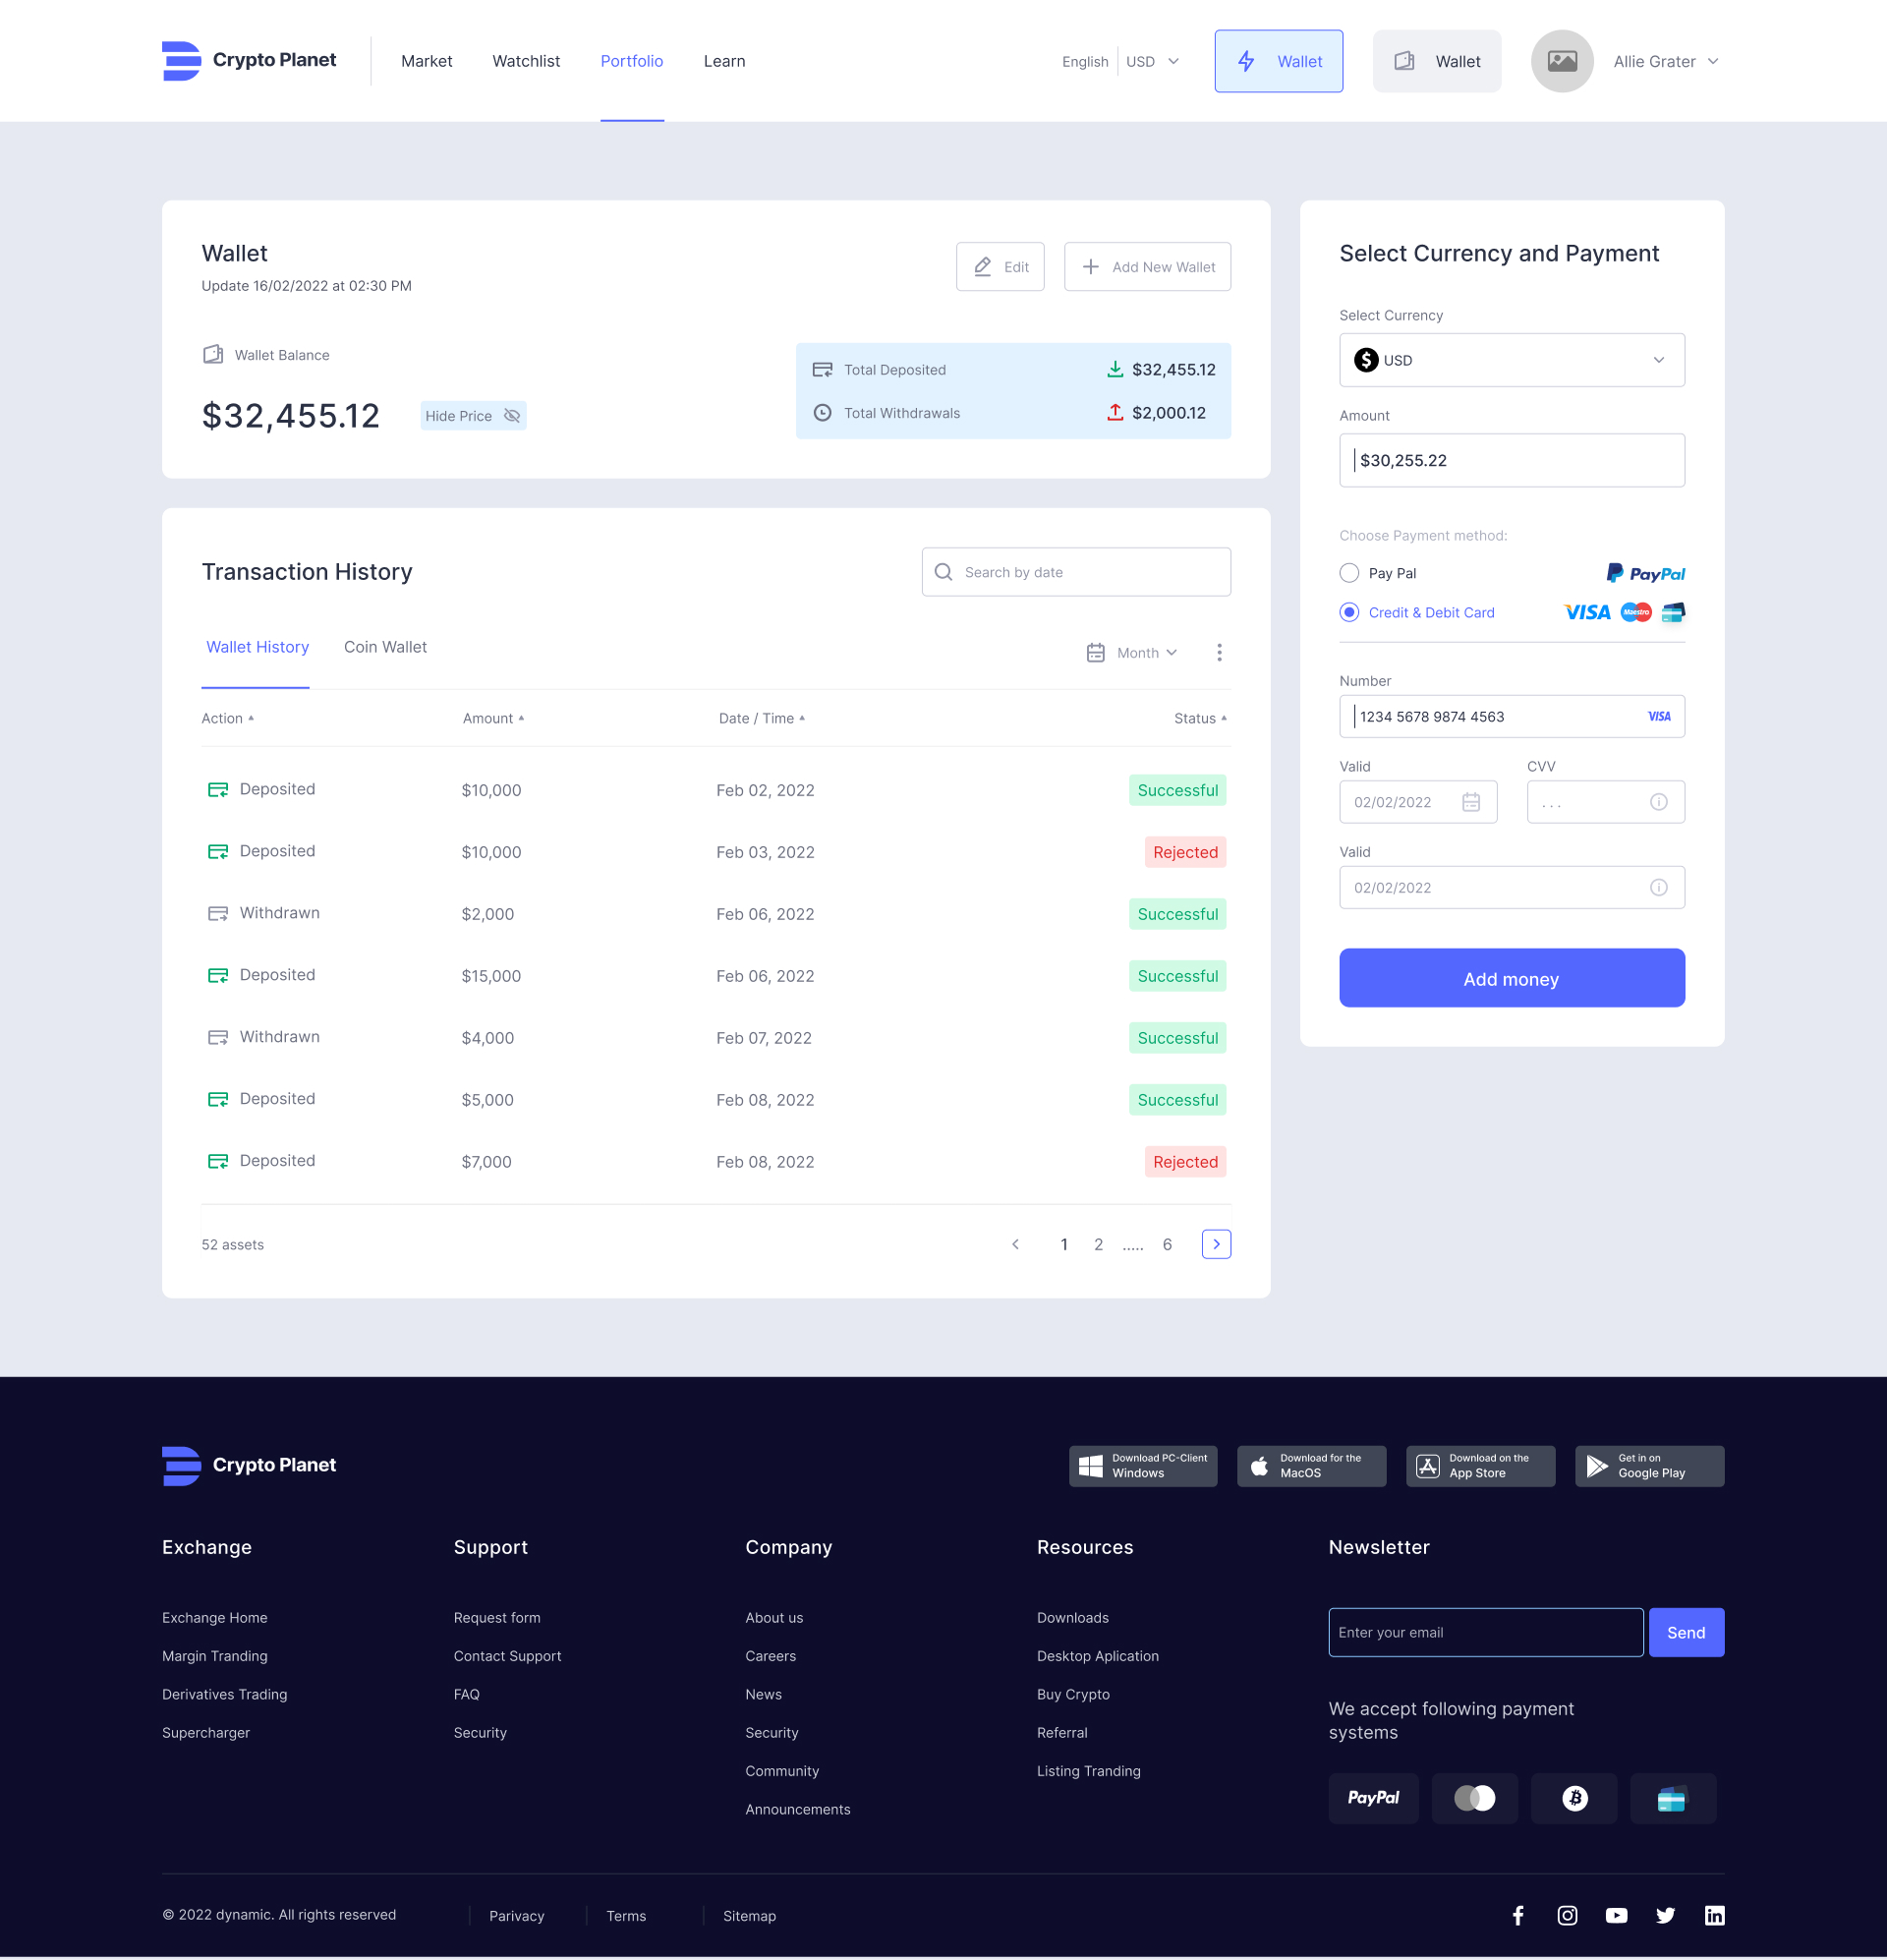 Crypto Planet
Market
Watchlist
Portfolio
Learn
English
USD
Wallet
Wallet
Allie Grater
Wallet
Update 16/02/2022 at 02:30 PM
Edit
Add New Wallet
Wallet Balance
$32,455.12
Hide Price
Total Deposited
$32,455.12
Total Withdrawals
$2,000.12
Select Currency and Payment
Select Currency
$ USD
Amount
$30,255.22
Choose Payment method:
Pay Pal
PayPal
Credit & Debit Card
VISA
Maestro
Number
1234 5678 9874 4563
VISA
Valid
CVV
02/02/2022
. . .
Valid
02/02/2022
Add money
Transaction History
Search by date
Wallet History
Coin Wallet
Month
Action
Amount
Date / Time
Status
Deposited $10,000 Feb 02, 2022 Successful
Deposited $10,000 Feb 03, 2022 Rejected
Withdrawn $2,000 Feb 06, 2022 Successful
Deposited $15,000 Feb 06, 2022 Successful
Withdrawn $4,000 Feb 07, 2022 Successful
Deposited $5,000 Feb 08, 2022 Successful
Deposited $7,000 Feb 08, 2022 Rejected
52 assets
1 2 ..... 6
Crypto Planet
Download PC-Client
Windows
Download for the
MacOS
Download on the
App Store
Get in on
Google Play
Exchange
Exchange Home
Margin Tranding
Derivatives Trading
Supercharger
Support
Request form
Contact Support
FAQ
Security
Company
About us
Careers
News
Security
Community
Announcements
Resources
Downloads
Desktop Aplication
Buy Crypto
Referral
Listing Tranding
Newsletter
Enter your email
Send
We accept following payment
systems
PayPal
© 2022 dynamic. All rights reserved
Parivacy
Terms
Sitemap